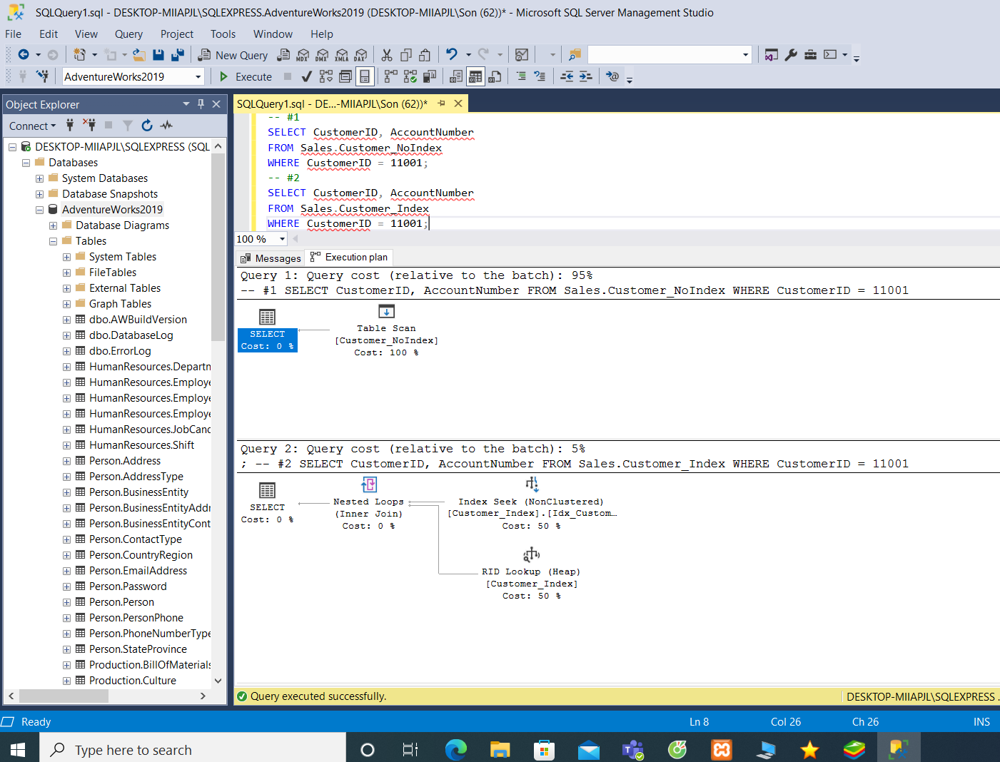 SQLQuery1.sql - DESKTOP-MIIAPJL\SQLEXPRESS.AdventureWorks2019 (DESKTOP-MIIAPJL\Son (62))* - Microsoft SQL Server Management Studio
File Edit View Query Project Tools Window Help
New Query MDX DMX XMLA DAX
AdventureWorks2019 Execute
Object Explorer
Connect
DESKTOP-MIIAPJL\SQLEXPRESS (SQL
Databases
System Databases
Database Snapshots
AdventureWorks2019
Database Diagrams
Tables
System Tables
FileTables
External Tables
Graph Tables
dbo.AWBuildVersion
dbo.DatabaseLog
dbo.ErrorLog
HumanResources.Departm
HumanResources.Employe
HumanResources.Employe
HumanResources.Employe
HumanResources.JobCanc
HumanResources.Shift
Person.Address
Person.AddressType
Person.BusinessEntity
Person.BusinessEntityAddr
Person.BusinessEntityCont
Person.ContactType
Person.CountryRegion
Person.EmailAddress
Person.Password
Person.Person
Person.PersonPhone
Person.PhoneNumberType
Person.StateProvince
Production.BillOfMaterials
Production.Culture
SQLQuery1.sql - DE...-MIIAPJL\Son (62))*
-- #1
SELECT CustomerID, AccountNumber
FROM Sales.Customer_NoIndex
WHERE CustomerID = 11001;
-- #2
SELECT CustomerID, AccountNumber
FROM Sales.Customer_Index
WHERE CustomerID = 11001;
100 %
Messages Execution plan
Query 1: Query cost (relative to the batch): 95%
-- #1 SELECT CustomerID, AccountNumber FROM Sales.Customer_NoIndex WHERE CustomerID = 11001
SELECT
Cost: 0 %
Table Scan
[Customer_NoIndex]
Cost: 100 %
Query 2: Query cost (relative to the batch): 5%
; -- #2 SELECT CustomerID, AccountNumber FROM Sales.Customer_Index WHERE CustomerID = 11001
SELECT
Cost: 0 %
Nested Loops
(Inner Join)
Cost: 0 %
Index Seek (NonClustered)
[Customer_Index].[Idx_Custom…
Cost: 50 %
RID Lookup (Heap)
[Customer_Index]
Cost: 50 %
Query executed successfully.
DESKTOP-MIIAPJL\SQLEXPRESS .
Ready Ln 8 Col 26 Ch 26 INS
Type here to search